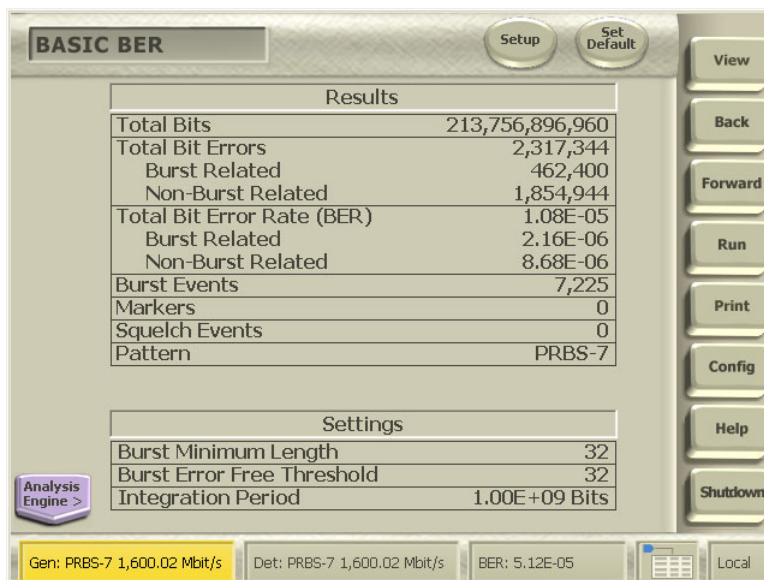 BASIC BER
Setup
Set
Default
View
Back
Forward
Run
Print
Config
Help
Shutdown
Results
Total Bits 213,756,896,960
Total Bit Errors 2,317,344
Burst Related 462,400
Non-Burst Related 1,854,944
Total Bit Error Rate (BER) 1.08E-05
Burst Related 2.16E-06
Non-Burst Related 8.68E-06
Burst Events 7,225
Markers 0
Squelch Events 0
Pattern PRBS-7
Settings
Burst Minimum Length 32
Burst Error Free Threshold 32
Integration Period 1.00E+09 Bits
Analysis
Engine >
Gen: PRBS-7 1,600.02 Mbit/s
Det: PRBS-7 1,600.02 Mbit/s
BER: 5.12E-05
Local